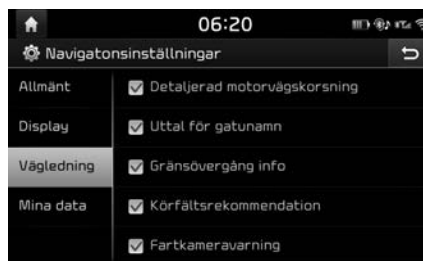 06:20
Navigatonsinställningar
Allmänt
Detaljerad motorvägskorsning
Display
Uttal för gatunamn
Vägledning
Gränsövergång info
Mina data
Körfältsrekommendation
Fartkameravarning